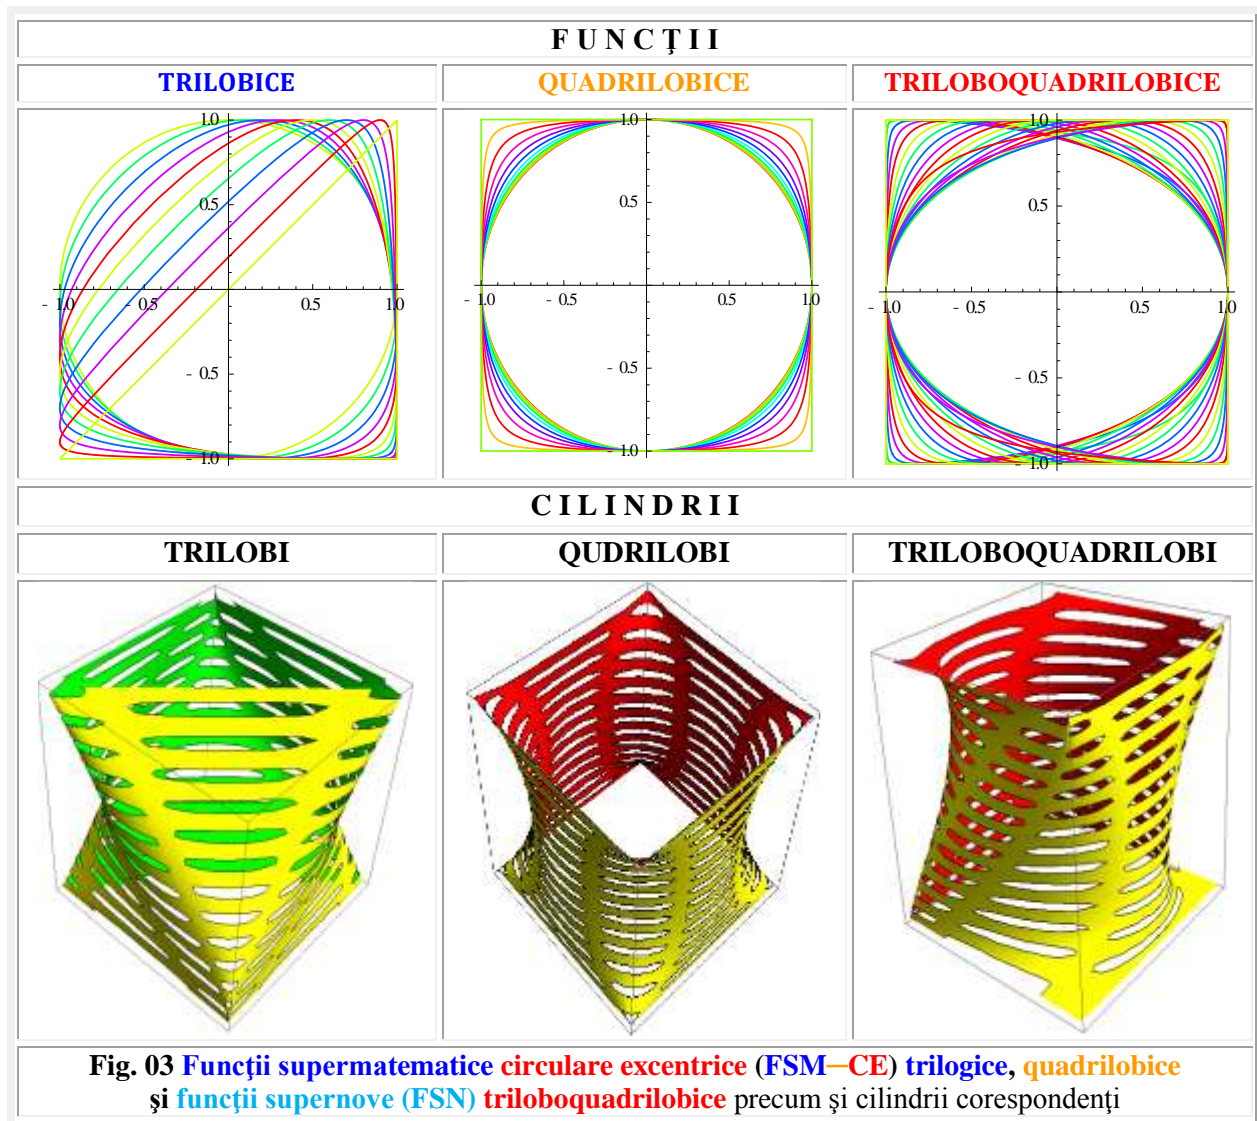 F U N C Ţ I I
TRILOBICE QUADRILOBICE TRILOBOQUADRILOBICE
1.0 1.0 1.0
0.5 0.5 0.5
- 1.0 - 0.5 0.5 1.0 - 1.0 - 0.5 0.5 1.0 - 1.0 - 0.5 0.5 1.0
- 0.5 - 0.5 - 0.5
- 1.0 - 1.0 - 1.0
C I L I N D R I I
TRILOBI QUDRILOBI TRILOBOQUADRILOBI
Fig. 03 Funcţii supermatematice circulare excentrice (FSM—CE) trilogice, quadrilobice
şi funcţii supernove (FSN) triloboquadrilobice precum şi cilindrii corespondenţi